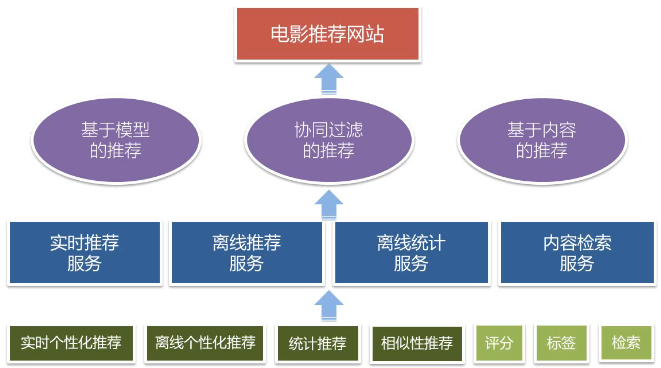 电影推荐网站
基于模型
的推荐
协同过滤
的推荐
基于内容
的推荐
实时推荐
服务
离线推荐
服务
离线统计
服务
内容检索
服务
实时个性化推荐
离线个性化推荐
统计推荐
相似性推荐
评分
标签
检索